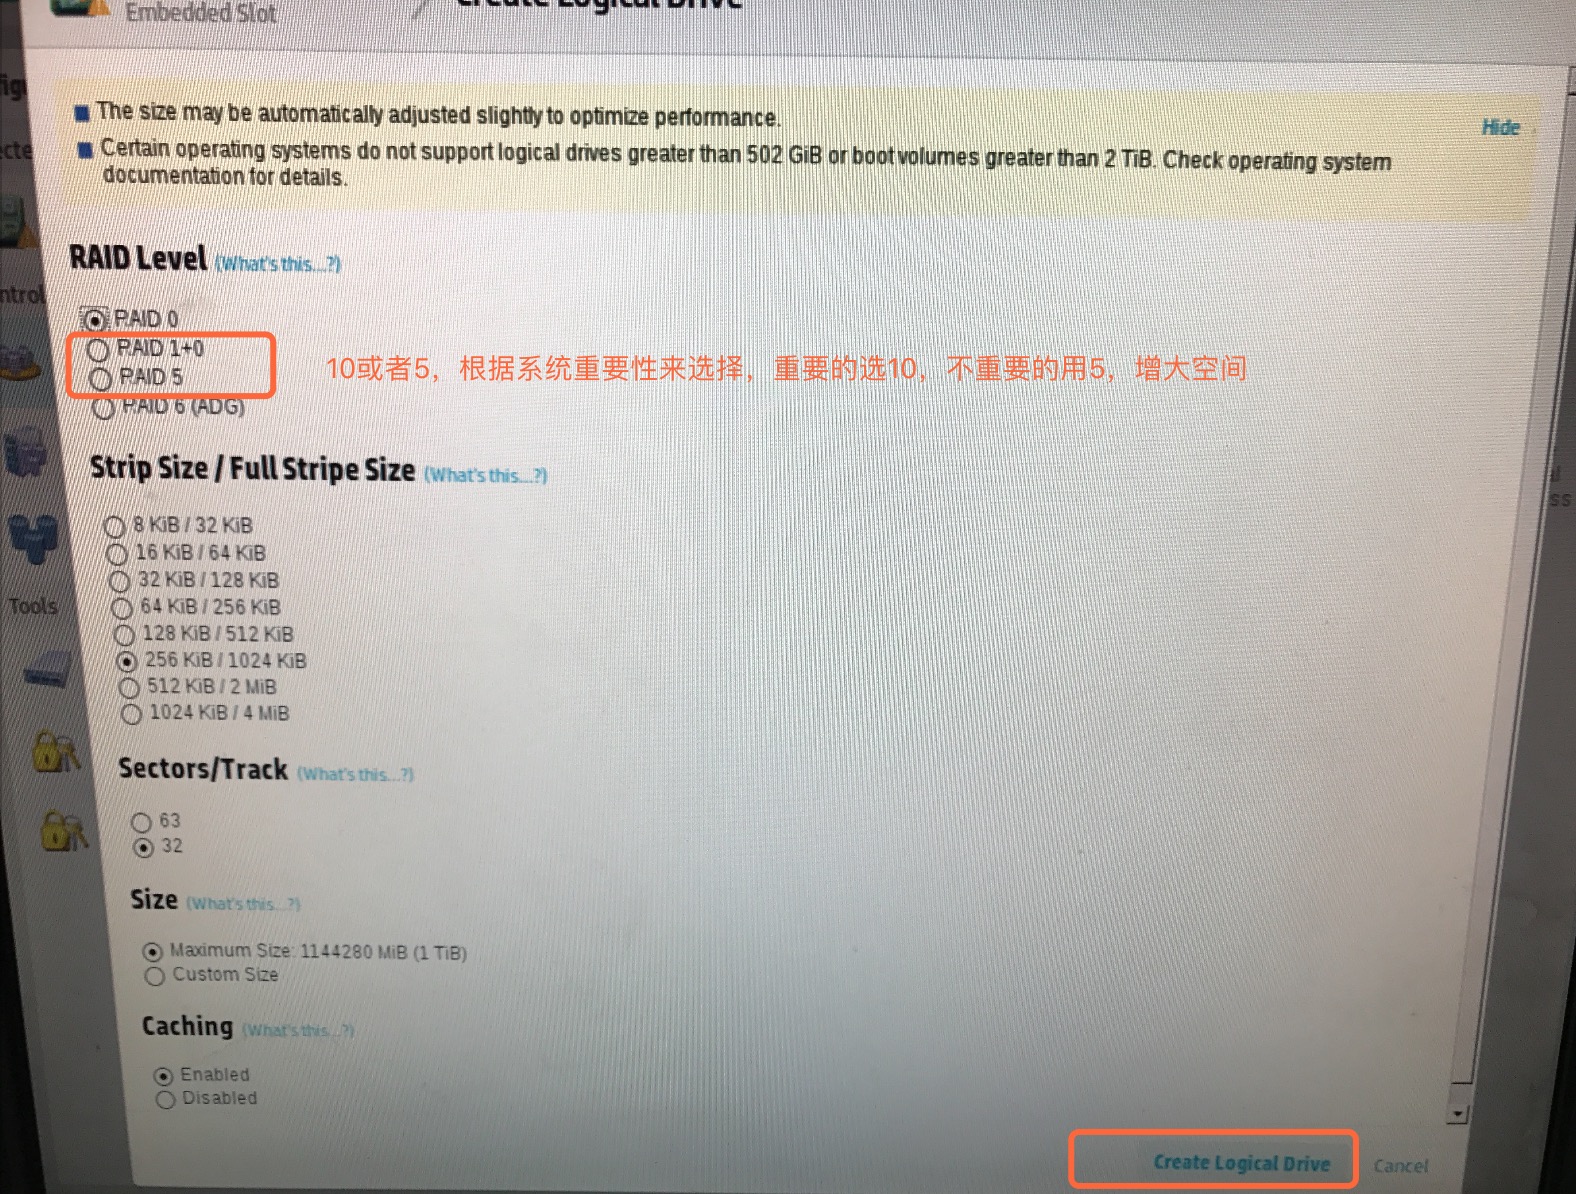 Embedded Slot
Create Logical Drive
The size may be automatically adjusted slightly to optimize performance.
Hide
Certain operating systems do not support logical drives greater than 502 GiB or boot volumes greater than 2 TiB. Check operating system
documentation for details.
RAID Level (What's this...?)
RAID 0
RAID 1+0
10或者5，根据系统重要性来选择，重要的选10，不重要的用5，增大空间
RAID 5
RAID 6 (ADG)
Strip Size / Full Stripe Size (What's this...?)
8 KiB / 32 KiB
16 KiB / 64 KiB
32 KiB / 128 KiB
64 KiB / 256 KiB
Tools
128 KiB / 512 KiB
256 KiB / 1024 KiB
512 KiB / 2 MiB
1024 KiB / 4 MiB
Sectors/Track (What's this...?)
63
32
Size (What's this...?)
Maximum Size: 1144280 MiB (1 TiB)
Custom Size
Caching (What's this...?)
Enabled
Disabled
Create Logical Drive
Cancel